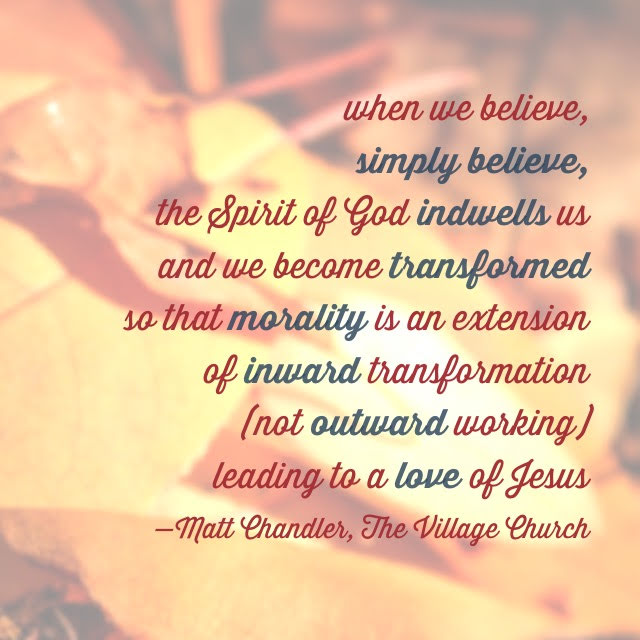 when we believe,
simply believe,
the Spirit of God indwells us
and we become transformed
so that morality is an extension
of inward transformation
(not outward working)
leading to a love of Jesus
—Matt Chandler, The Village Church